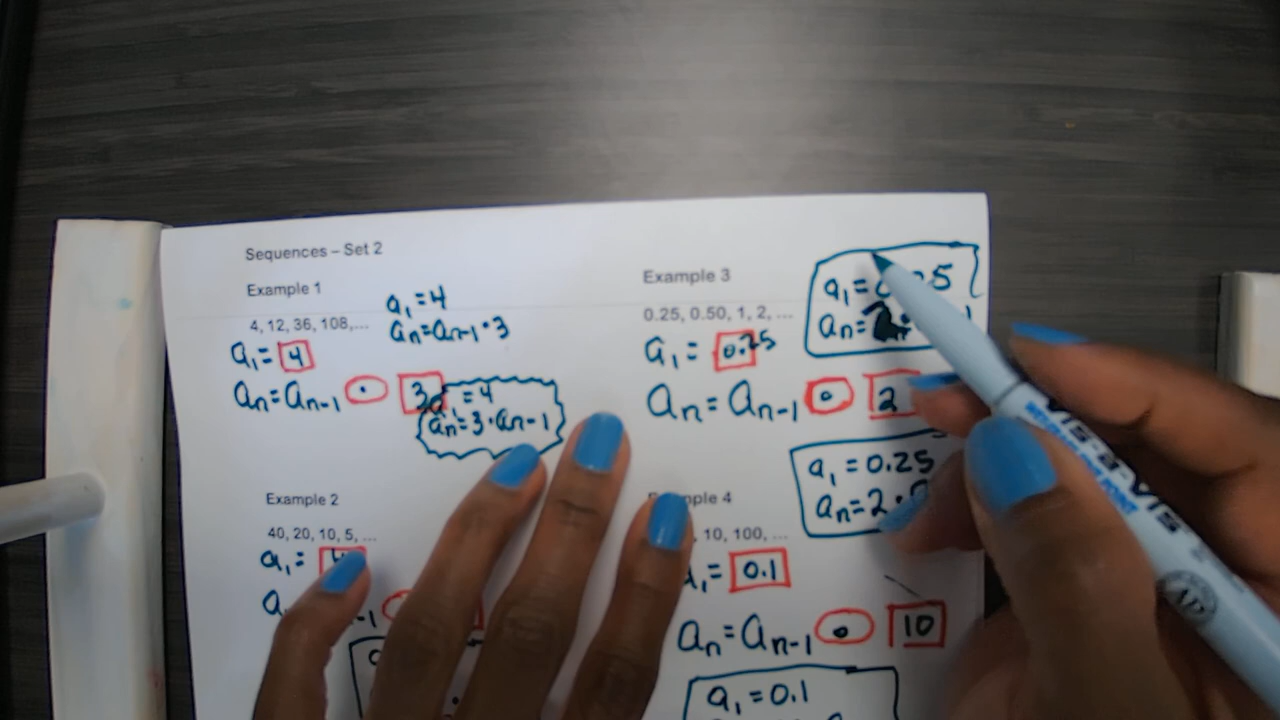 Sequences – Set 2
Example 1
4, 12, 36, 108,...
a₁ = 4
aₙ = aₙ₋₁ • 3
a₁ = 4
aₙ = aₙ₋₁ • 3
= 4
aₙ = 3 • aₙ₋₁
Example 2
40, 20, 10, 5, ...
a₁ =
Example 3
0.25, 0.50, 1, 2, ...
a₁ = 0.25
aₙ = aₙ₋₁ • 2
a₁ =
aₙ =
a₁ = 0.25
aₙ = 2 •
4
10, 100, ...
= 0.1
aₙ = aₙ₋₁ • 10
a₁ = 0.1
VIS-à-VIS
AP